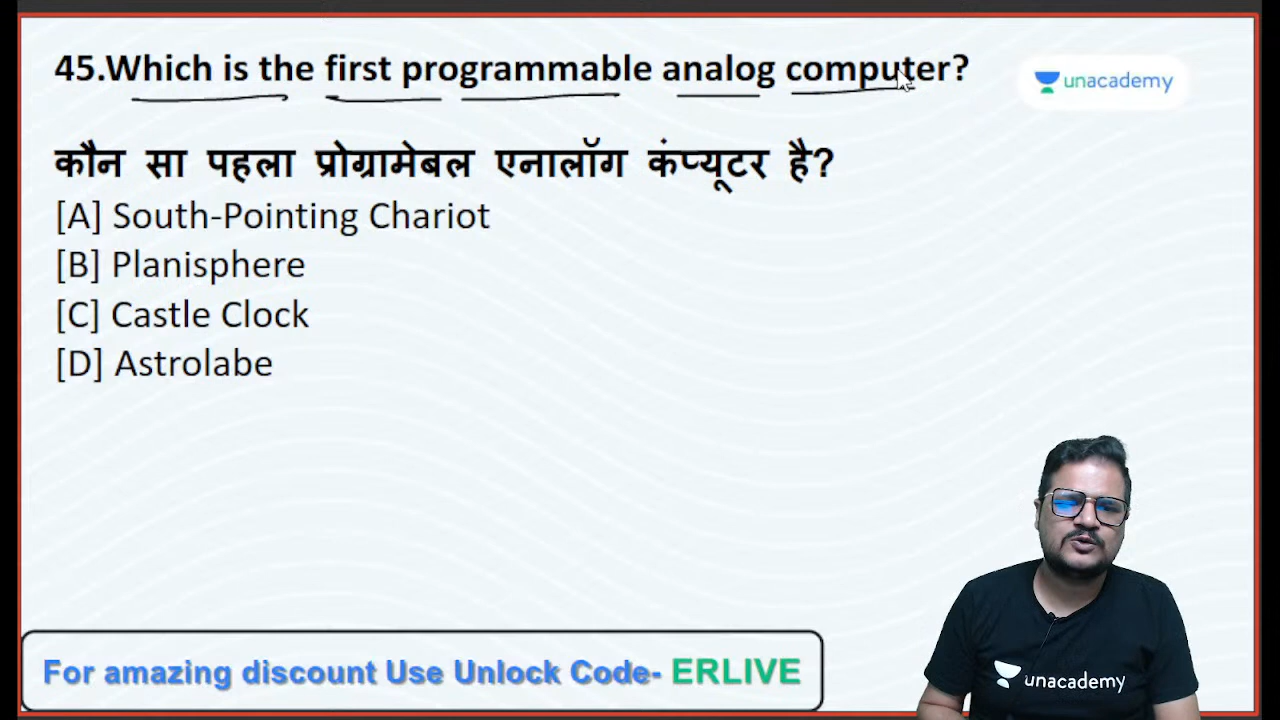 45.Which is the first programmable analog computer?
unacademy
कौन सा पहला प्रोग्रामेबल एनालॉग कंप्यूटर है?
[A] South-Pointing Chariot
[B] Planisphere
[C] Castle Clock
[D] Astrolabe
For amazing discount Use Unlock Code- ERLIVE
unacademy